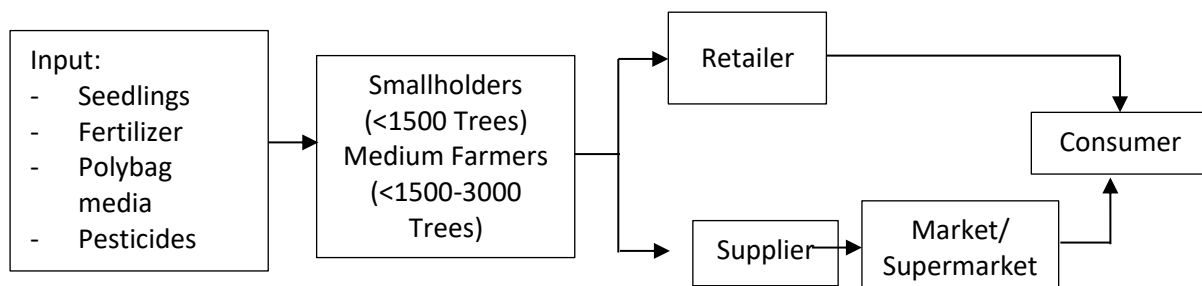 Input:
- Seedlings
- Fertilizer
- Polybag
media
- Pesticides
Smallholders
(<1500 Trees)
Medium Farmers
(<1500-3000
Trees)
Retailer
Supplier
Market/
Supermarket
Consumer